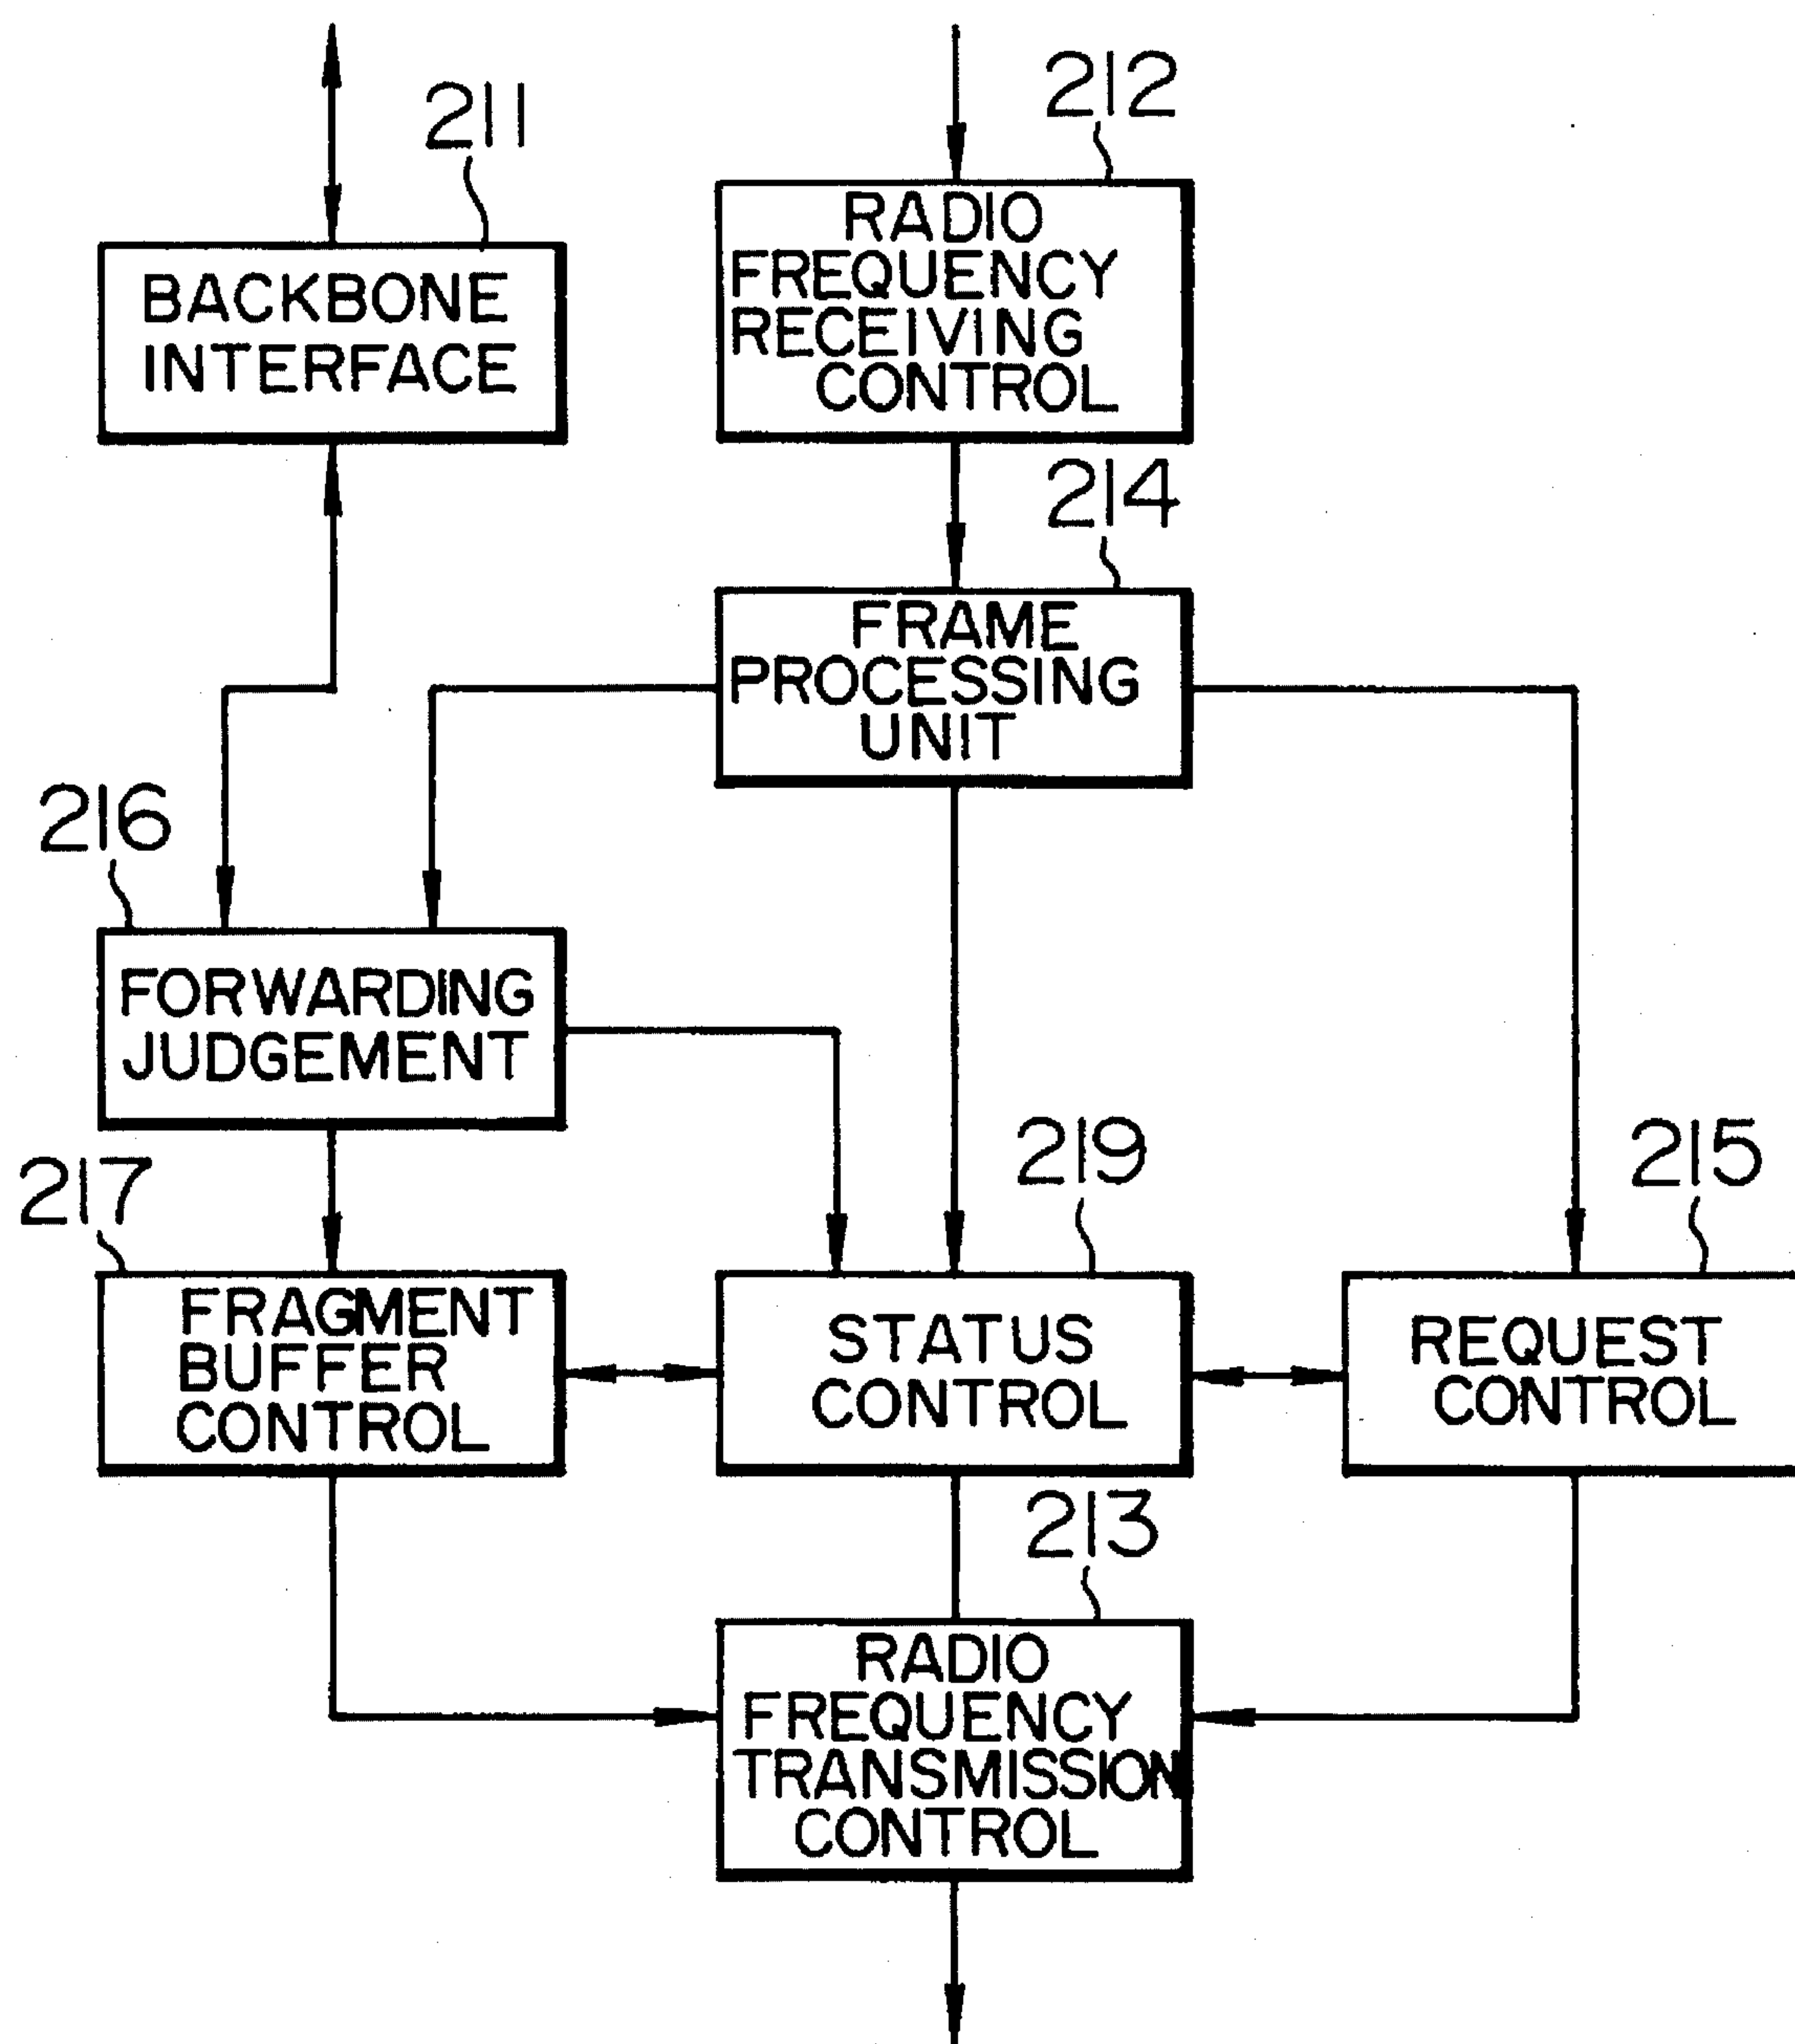 211
BACKBONE
INTERFACE
212
RADIO
FREQUENCY
RECEIVING
CONTROL
214
FRAME
PROCESSING
UNIT
216
FORWARDING
JUDGEMENT
217
FRAGMENT
BUFFER
CONTROL
219
STATUS
CONTROL
215
REQUEST
CONTROL
213
RADIO
FREQUENCY
TRANSMISSION
CONTROL